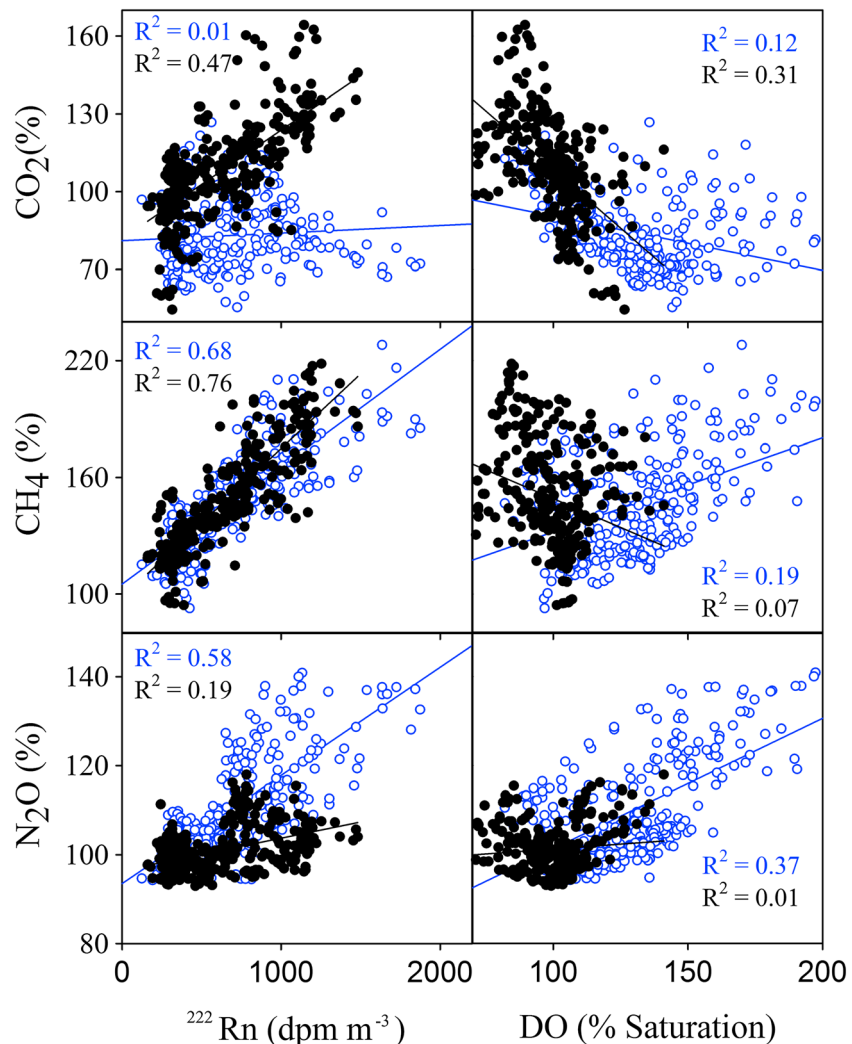 R² = 0.01
R² = 0.47
R² = 0.12
R² = 0.31
160
130
100
70
CO₂(%)
R² = 0.68
R² = 0.76
220
160
100
CH₄ (%)
R² = 0.19
R² = 0.07
R² = 0.58
R² = 0.19
140
120
100
80
N₂O (%)
R² = 0.37
R² = 0.01
0 1000 2000 100 150 200
²²² Rn (dpm m⁻³) DO (% Saturation)